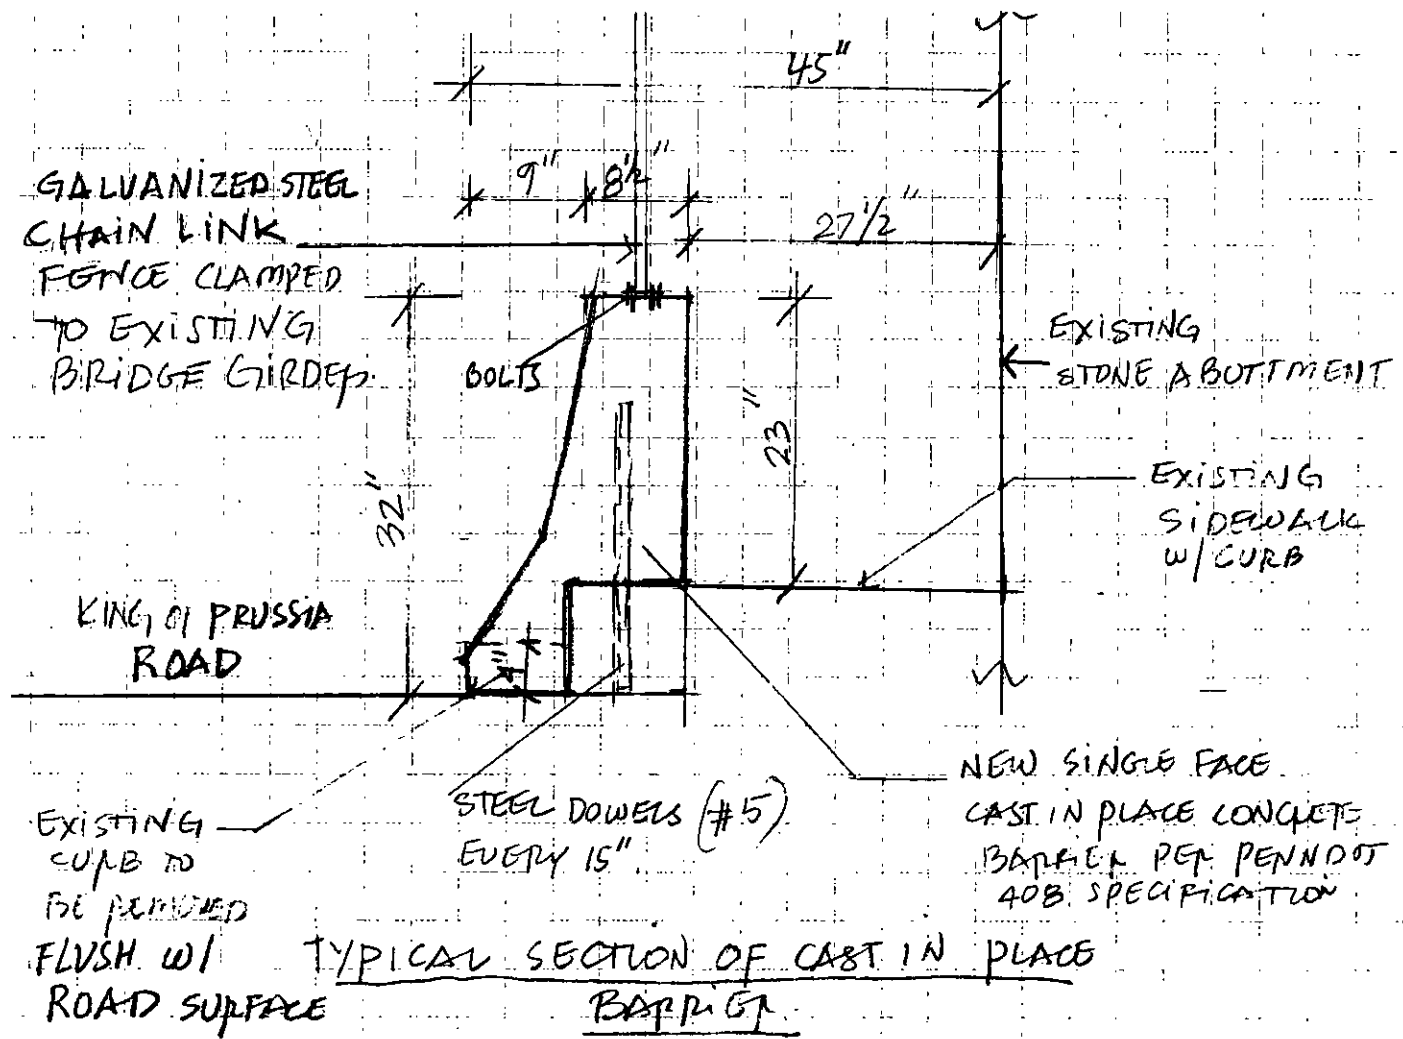 45"
9"
8½"
27½"
GALVANIZED STEEL
CHAIN LINK
FENCE CLAMPED
TO EXISTING
BRIDGE GIRDER.
BOLTS
EXISTING
STONE ABUTTMENT
23"
32"
EXISTING
SIDEWALK
W/ CURB
KING OF PRUSSIA
ROAD
4"
NEW SINGLE FACE
CAST IN PLACE CONCRETE
BARRIER PER PENNDOT
408 SPECIFICATION
STEEL DOWELS (#5)
EVERY 15".
EXISTING
CURB TO
BE REMOVED
FLUSH W/
ROAD SURFACE
TYPICAL SECTION OF CAST IN PLACE
BARRIER